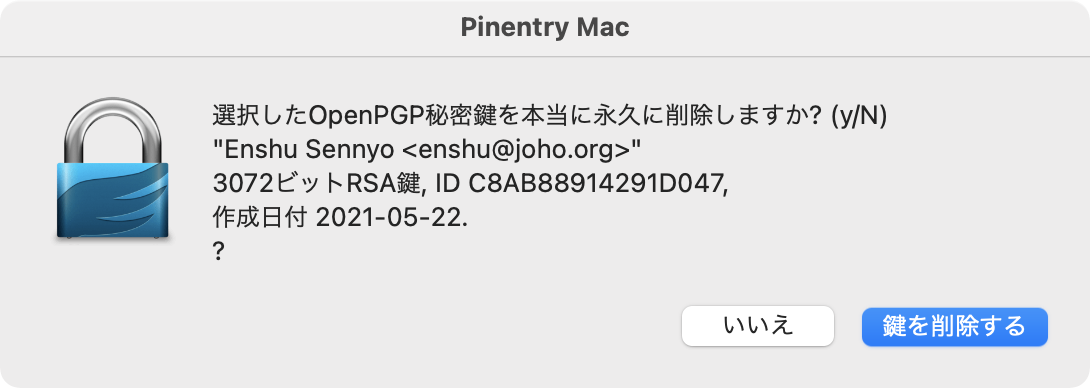 Pinentry Mac
選択したOpenPGP秘密鍵を本当に永久に削除しますか? (y/N)
"Enshu Sennyo <enshu@joho.org>"
3072ビットRSA鍵, ID C8AB88914291D047,
作成日付 2021-05-22.
?
いいえ
鍵を削除する